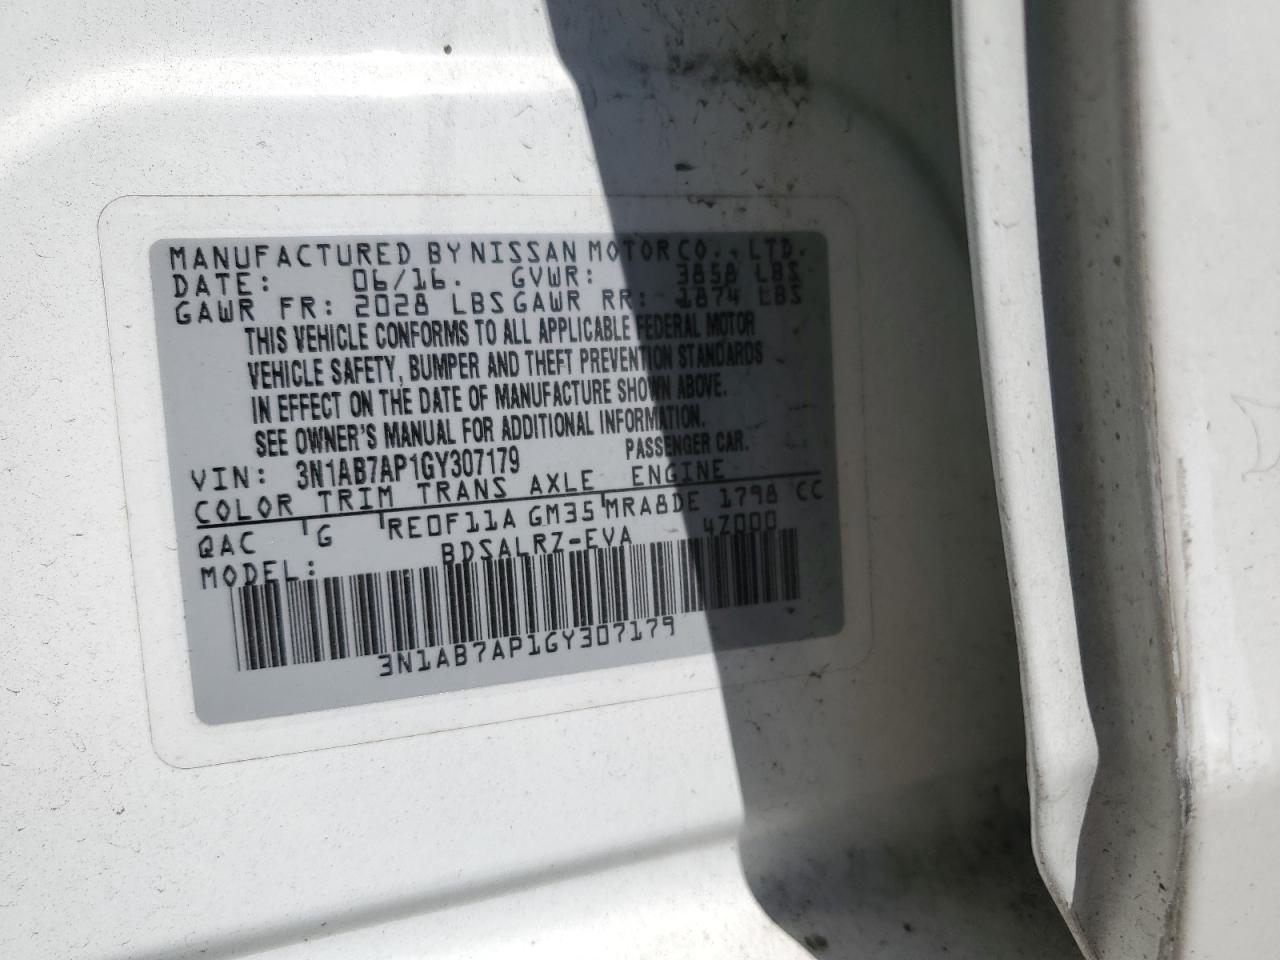 MANUFACTURED BY NISSAN MOTOR CO., LTD.
DATE: 06/16. GVWR: 3858 LBS
GAWR FR: 2028 LBS GAWR RR: 1874 LBS
THIS VEHICLE CONFORMS TO ALL APPLICABLE FEDERAL MOTOR
VEHICLE SAFETY, BUMPER AND THEFT PREVENTION STANDARDS
IN EFFECT ON THE DATE OF MANUFACTURE SHOWN ABOVE.
SEE OWNER'S MANUAL FOR ADDITIONAL INFORMATION.
VIN: 3N1AB7AP1GY307179 PASSENGER CAR.
COLOR TRIM TRANS AXLE ENGINE
QAC G RE0F11A GM35 MRA8DE 1798 CC
MODEL: BDSALRZ-EVA 4Z000
3N1AB7AP1GY307179